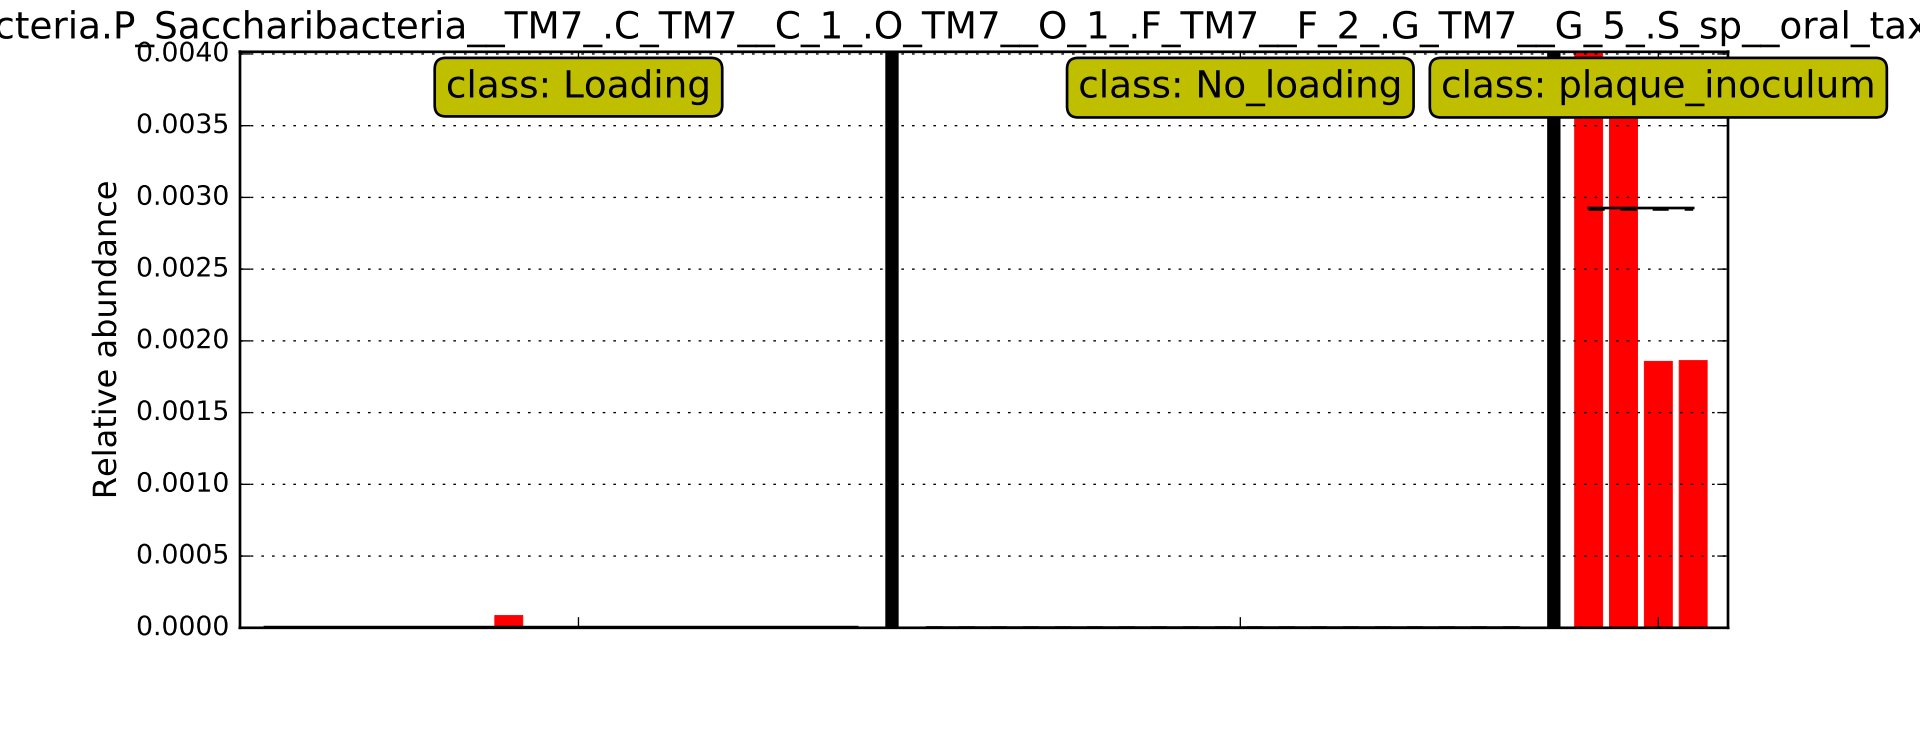 cteria.P_Saccharibacteria__TM7_.C_TM7__C_1_.O_TM7__O_1_.F_TM7__F_2_.G_TM7__G_5_.S_sp__oral_tax
class: Loading
class: No_loading
class: plaque_inoculum
Relative abundance
0.0040
0.0035
0.0030
0.0025
0.0020
0.0015
0.0010
0.0005
0.0000